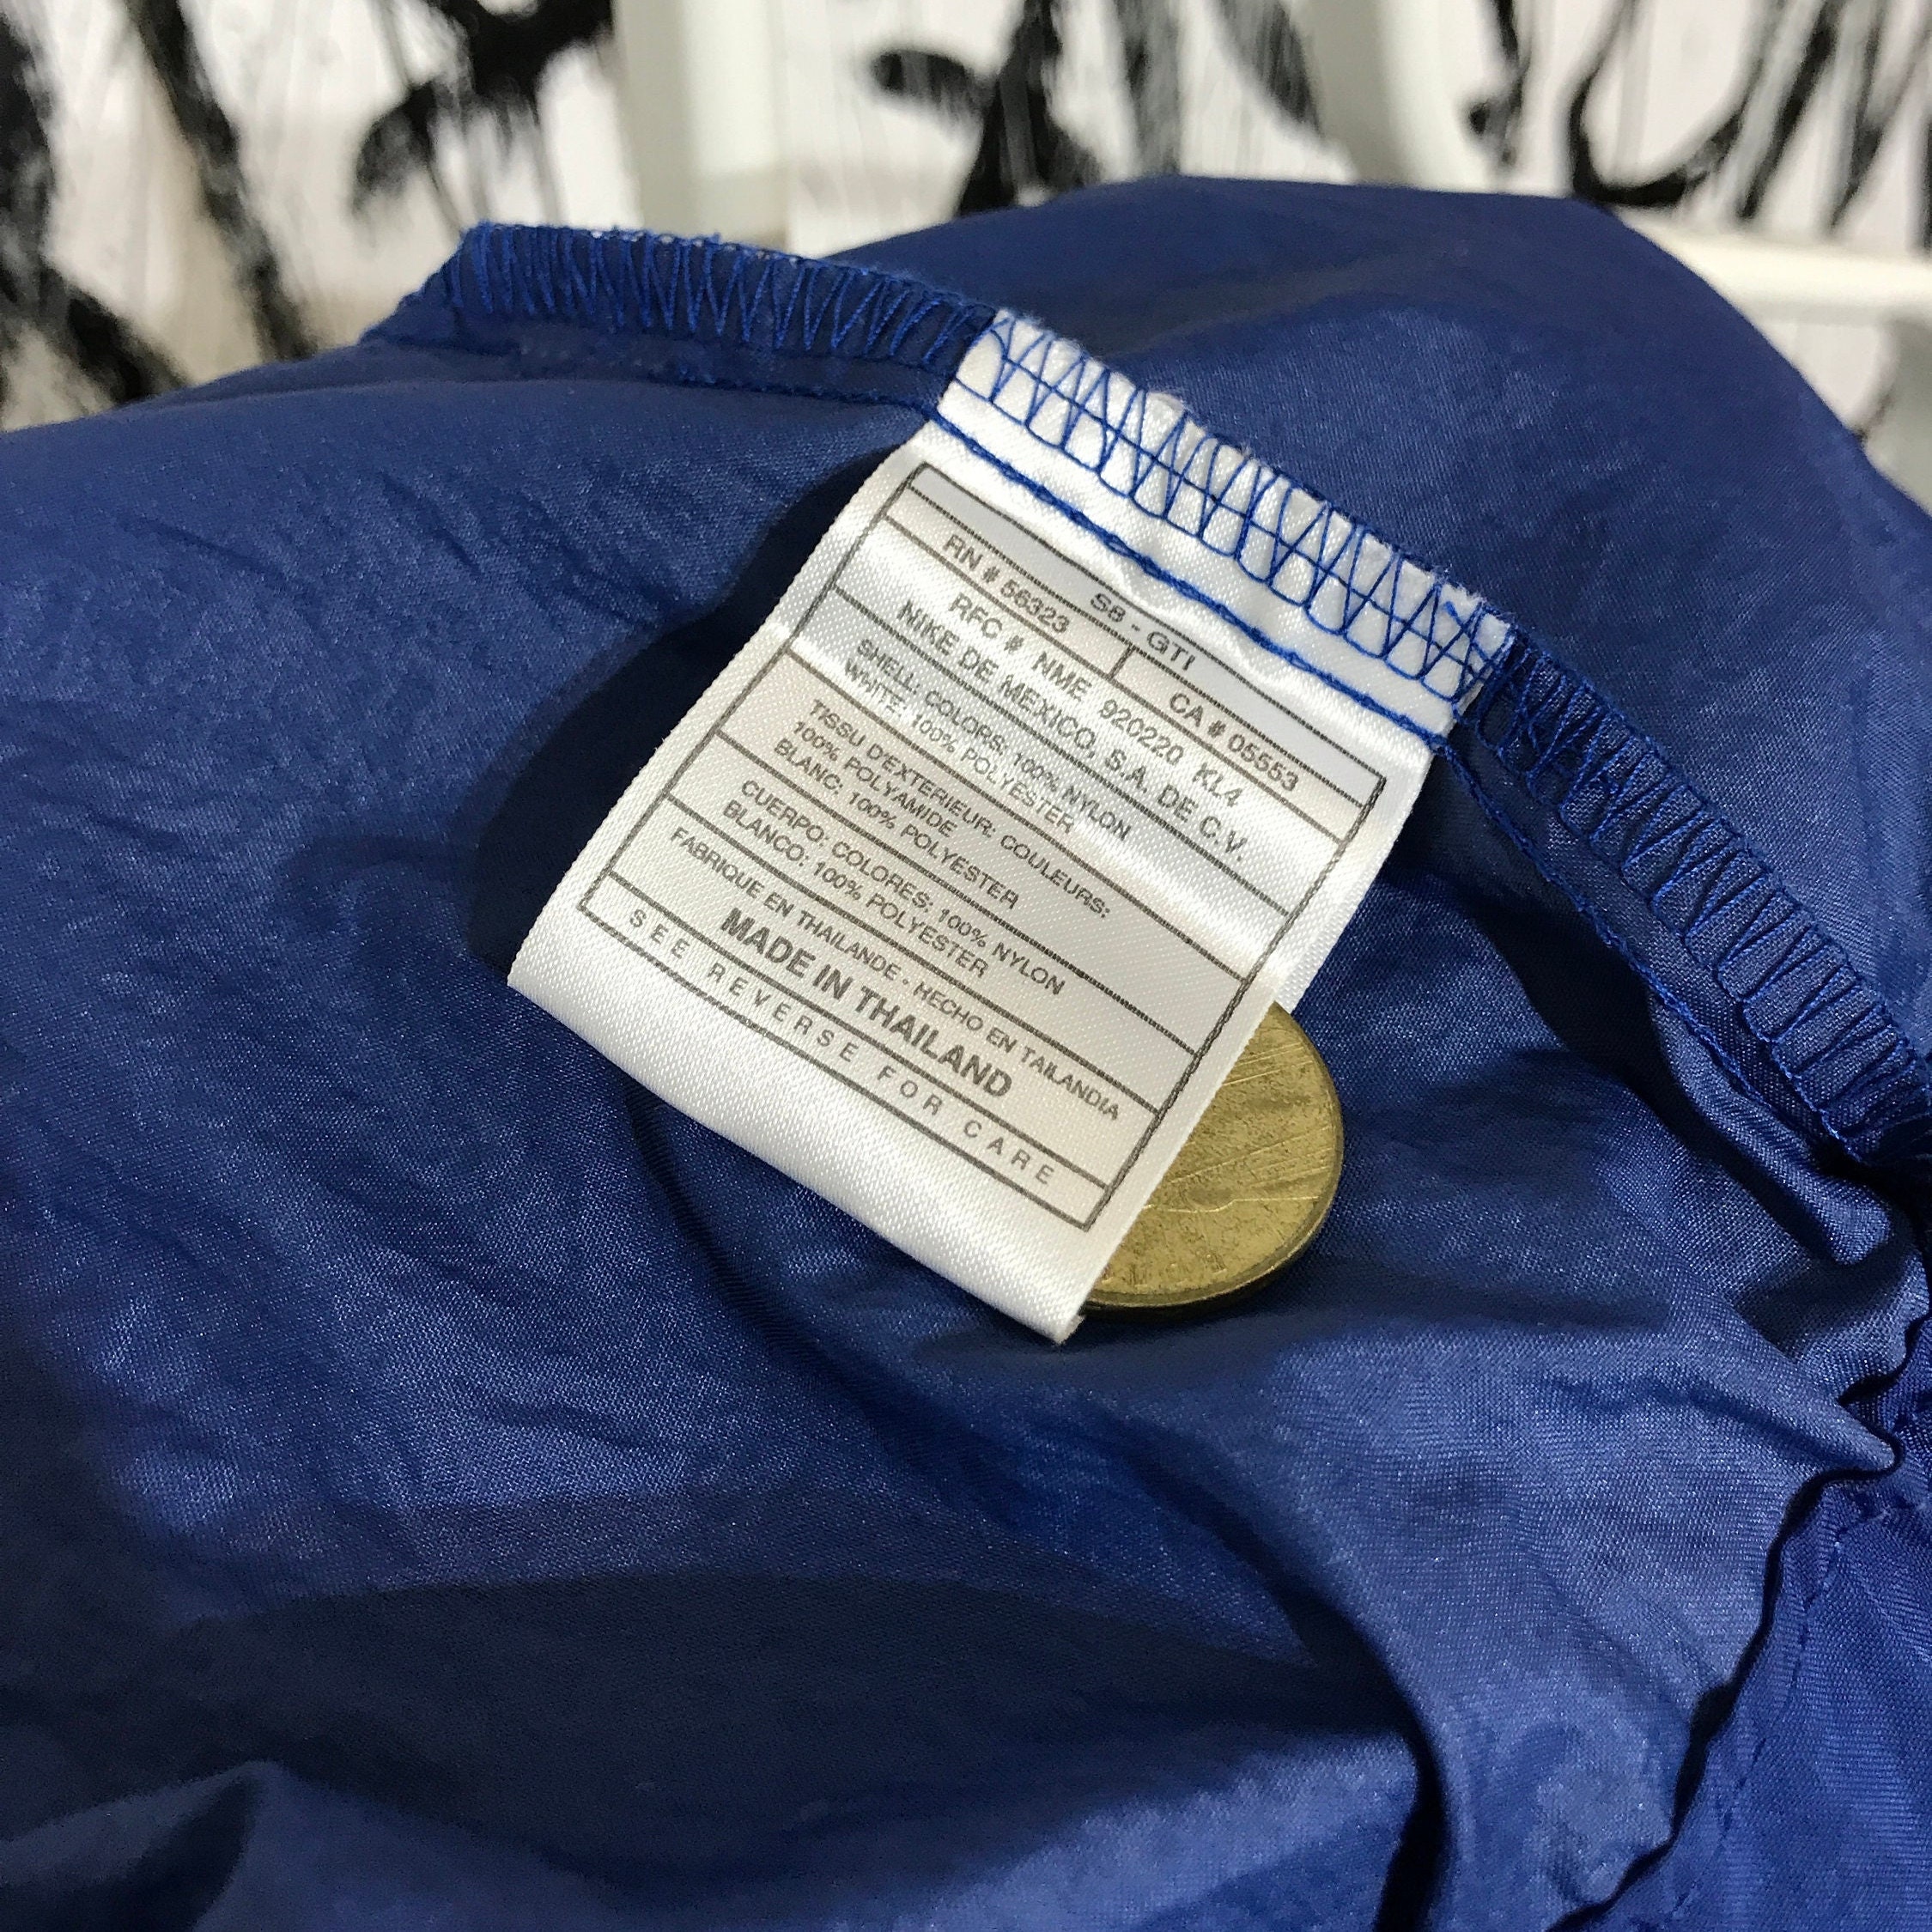 S8 - GTI
RN # 56323 CA # 05553
RFC # NME 920220 KL4
NIKE DE MEXICO, S.A. DE C.V.
SHELL: COLORS: 100% NYLON
WHITE: 100% POLYESTER
TISSU D'EXTERIEUR: COULEURS:
100% POLYAMIDE
BLANC: 100% POLYESTER
CUERPO: COLORES: 100% NYLON
BLANCO: 100% POLYESTER
FABRIQUE EN THAILANDE - HECHO EN TAILANDIA
MADE IN THAILAND
SEE REVERSE FOR CARE